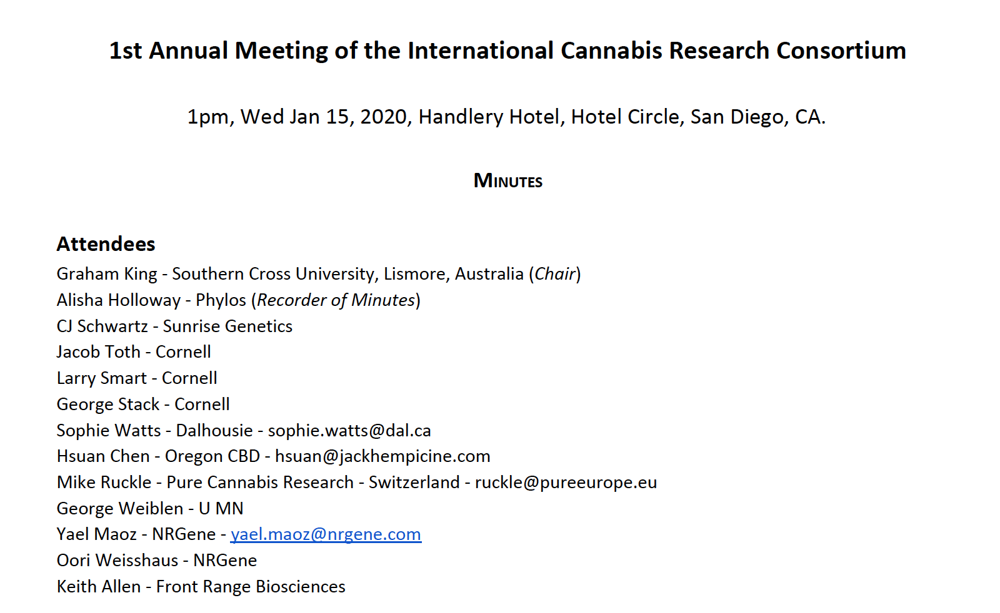 1st Annual Meeting of the International Cannabis Research Consortium
1pm, Wed Jan 15, 2020, Handlery Hotel, Hotel Circle, San Diego, CA.
Minutes
Attendees
Graham King - Southern Cross University, Lismore, Australia (Chair)
Alisha Holloway - Phylos (Recorder of Minutes)
CJ Schwartz - Sunrise Genetics
Jacob Toth - Cornell
Larry Smart - Cornell
George Stack - Cornell
Sophie Watts - Dalhousie - sophie.watts@dal.ca
Hsuan Chen - Oregon CBD - hsuan@jackhempicine.com
Mike Ruckle - Pure Cannabis Research - Switzerland - ruckle@pureeurope.eu
George Weiblen - U MN
Yael Maoz - NRGene - yael.maoz@nrgene.com
Oori Weisshaus - NRGene
Keith Allen - Front Range Biosciences